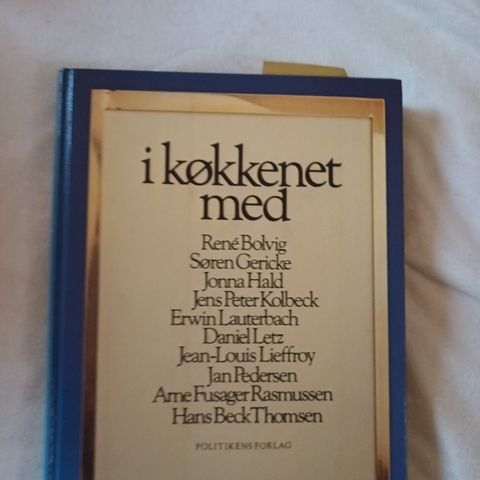 i køkkenet
med
René Bolvig
Søren Gericke
Jonna Hald
Jens Peter Kolbeck
Erwin Lauterbach
Daniel Letz
Jean-Louis Lieffroy
Jan Pedersen
Arne Fusager Rasmussen
Hans Beck Thomsen
POLITIKENS FORLAG